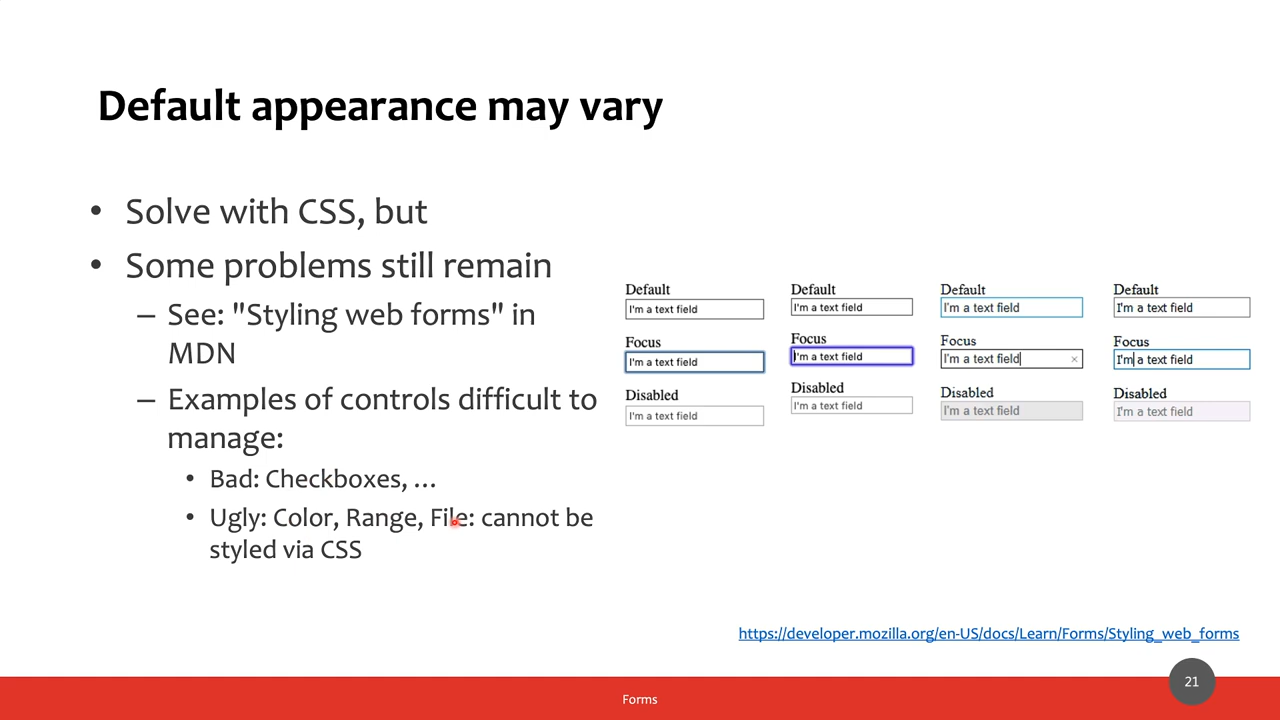 Default appearance may vary
• Solve with CSS, but
• Some problems still remain
– See: "Styling web forms" in
MDN
– Examples of controls difficult to
manage:
• Bad: Checkboxes, …
• Ugly: Color, Range, File: cannot be
styled via CSS
Default
I'm a text field
Focus
I'm a text field
Disabled
I'm a text field
Default
I'm a text field
Focus
I'm a text field
Disabled
I'm a text field
Default
I'm a text field
Focus
I'm a text field ×
Disabled
I'm a text field
Default
I'm a text field
Focus
I'm a text field
Disabled
I'm a text field
https://developer.mozilla.org/en-US/docs/Learn/Forms/Styling_web_forms
21
Forms